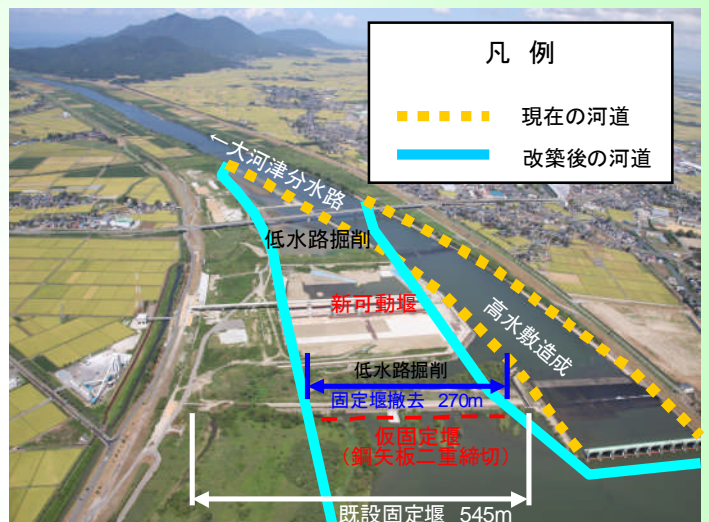 凡 例
現在の河道
改築後の河道
←大河津分水路
低水路掘削
新可動堰
高水敷造成
低水路掘削
固定堰撤去 270m
仮固定堰
(鋼矢板二重締切)
既設固定堰 545m